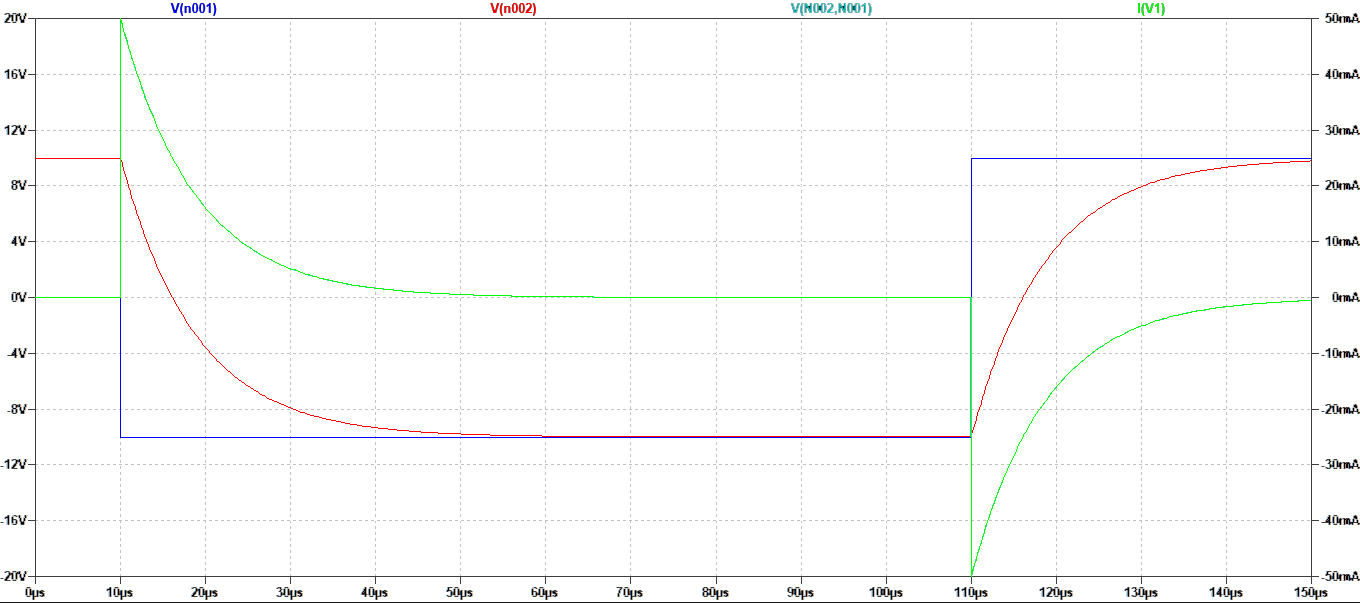 V(n001) V(n002) V(N002,N001) I(V1)
20V 50mA
16V 40mA
12V 30mA
8V 20mA
4V 10mA
0V 0mA
-4V -10mA
-8V -20mA
-12V -30mA
-16V -40mA
-20V -50mA
0µs 10µs 20µs 30µs 40µs 50µs 60µs 70µs 80µs 90µs 100µs 110µs 120µs 130µs 140µs 150µs